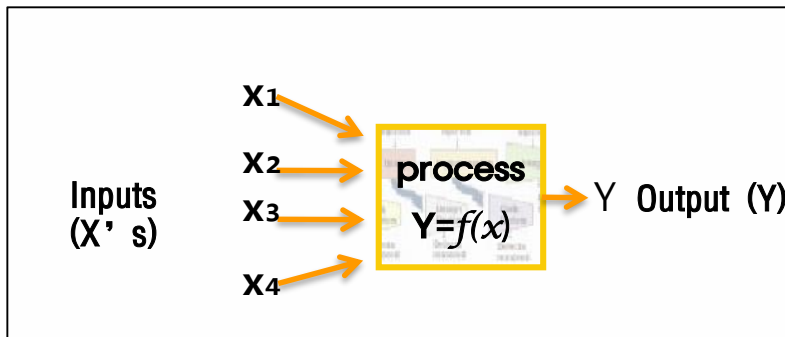 X1
X2
X3
X4
Inputs
(X’ s)
process
Y=f(x)
Y Output (Y)